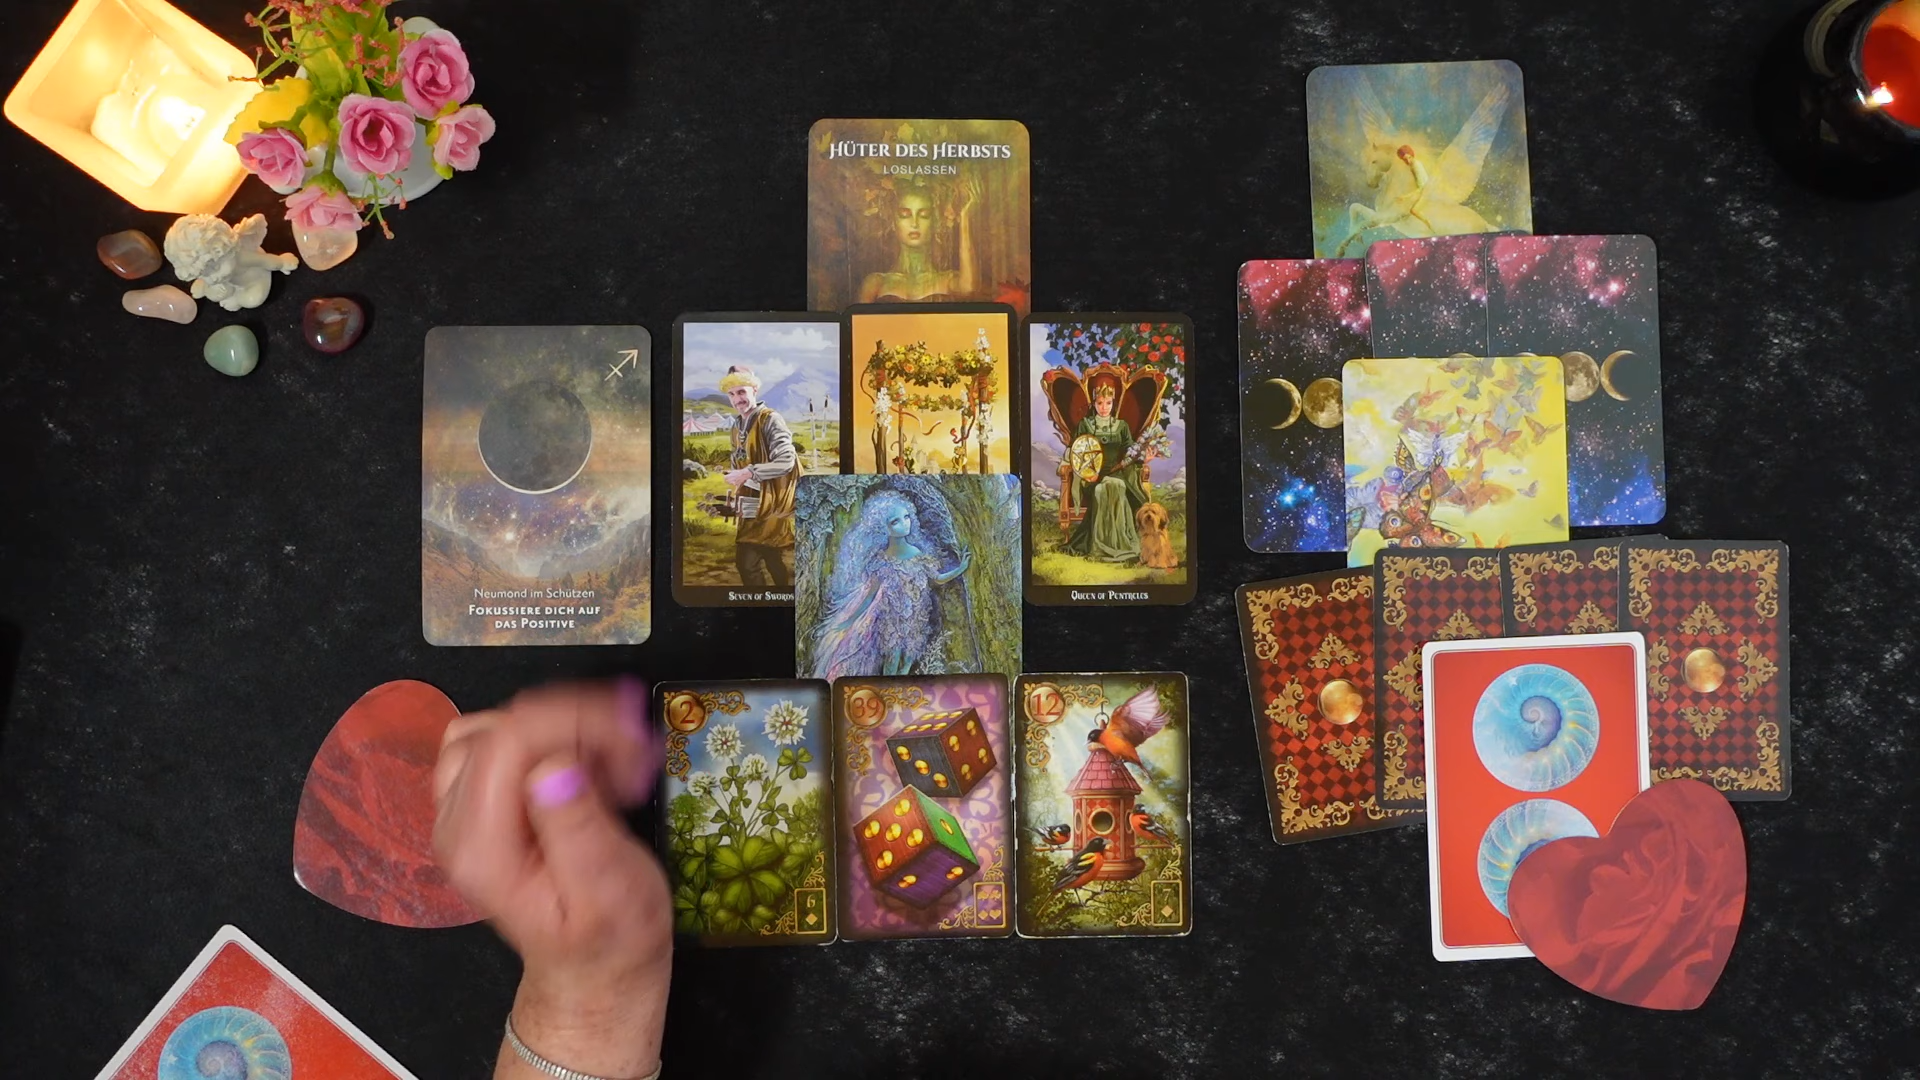 HÜTER DES HERBSTS
LOSLASSEN
Neumond im Schützen
FOKUSSIERE DICH AUF
DAS POSITIVE
SEVEN OF SWORDS
QUEEN OF PENTACLES
2
39
12
6
7